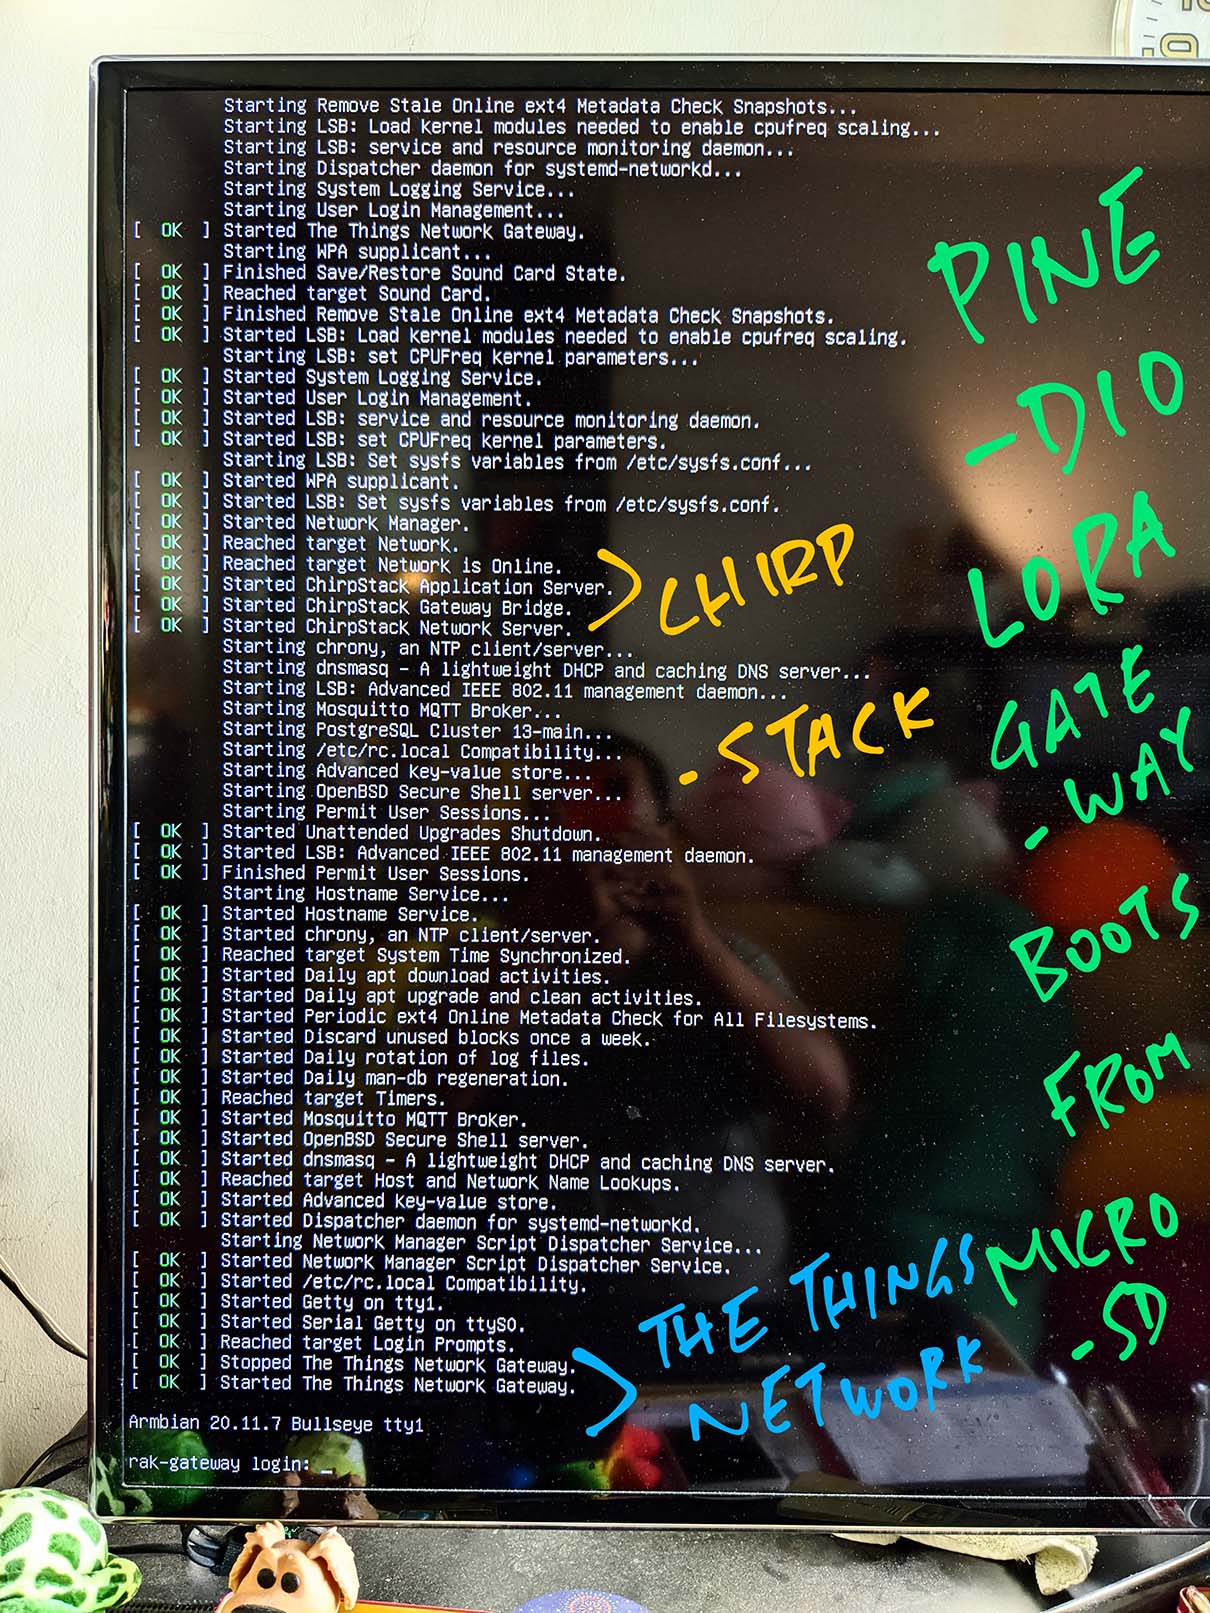 Starting Remove Stale Online ext4 Metadata Check Snapshots...
Starting LSB: Load kernel modules needed to enable cpufreq scaling...
Starting LSB: service and resource monitoring daemon...
Starting Dispatcher daemon for systemd-networkd...
Starting System Logging Service...
Starting User Login Management...
[ OK ] Started The Things Network Gateway.
Starting WPA supplicant...
[ OK ] Finished Save/Restore Sound Card State.
[ OK ] Reached target Sound Card.
[ OK ] Finished Remove Stale Online ext4 Metadata Check Snapshots.
[ OK ] Started LSB: Load kernel modules needed to enable cpufreq scaling.
Starting LSB: set CPUFreq kernel parameters...
[ OK ] Started System Logging Service.
[ OK ] Started User Login Management.
[ OK ] Started LSB: service and resource monitoring daemon.
[ OK ] Started LSB: set CPUFreq kernel parameters.
Starting LSB: Set sysfs variables from /etc/sysfs.conf...
[ OK ] Started WPA supplicant.
[ OK ] Started LSB: Set sysfs variables from /etc/sysfs.conf.
[ OK ] Started Network Manager.
[ OK ] Reached target Network.
[ OK ] Reached target Network is Online.
[ OK ] Started ChirpStack Application Server.
[ OK ] Started ChirpStack Gateway Bridge.
[ OK ] Started ChirpStack Network Server.
Starting chrony, an NTP client/server...
Starting dnsmasq - A lightweight DHCP and caching DNS server...
Starting LSB: Advanced IEEE 802.11 management daemon...
Starting Mosquitto MQTT Broker...
Starting PostgreSQL Cluster 13-main...
Starting /etc/rc.local Compatibility...
Starting Advanced key-value store...
Starting OpenBSD Secure Shell server...
Starting Permit User Sessions...
[ OK ] Started Unattended Upgrades Shutdown.
[ OK ] Started LSB: Advanced IEEE 802.11 management daemon.
[ OK ] Finished Permit User Sessions.
Starting Hostname Service...
[ OK ] Started Hostname Service.
[ OK ] Started chrony, an NTP client/server.
[ OK ] Reached target System Time Synchronized.
[ OK ] Started Daily apt download activities.
[ OK ] Started Daily apt upgrade and clean activities.
[ OK ] Started Periodic ext4 Online Metadata Check for All Filesystems.
[ OK ] Started Discard unused blocks once a week.
[ OK ] Started Daily rotation of log files.
[ OK ] Started Daily man-db regeneration.
[ OK ] Reached target Timers.
[ OK ] Started Mosquitto MQTT Broker.
[ OK ] Started OpenBSD Secure Shell server.
[ OK ] Started dnsmasq - A lightweight DHCP and caching DNS server.
[ OK ] Reached target Host and Network Name Lookups.
[ OK ] Started Advanced key-value store.
[ OK ] Started Dispatcher daemon for systemd-networkd.
Starting Network Manager Script Dispatcher Service...
[ OK ] Started Network Manager Script Dispatcher Service.
[ OK ] Started /etc/rc.local Compatibility.
[ OK ] Started Getty on tty1.
[ OK ] Started Serial Getty on ttyS0.
[ OK ] Reached target Login Prompts.
[ OK ] Stopped The Things Network Gateway.
[ OK ] Started The Things Network Gateway.
Armbian 20.11.7 Bullseye tty1
rak-gateway login: _
CHIRP
-STACK
THE THINGS
NETWORK
PINE
-DIO
LORA
GATE
-WAY
BOOTS
FROM
MICRO
-SD